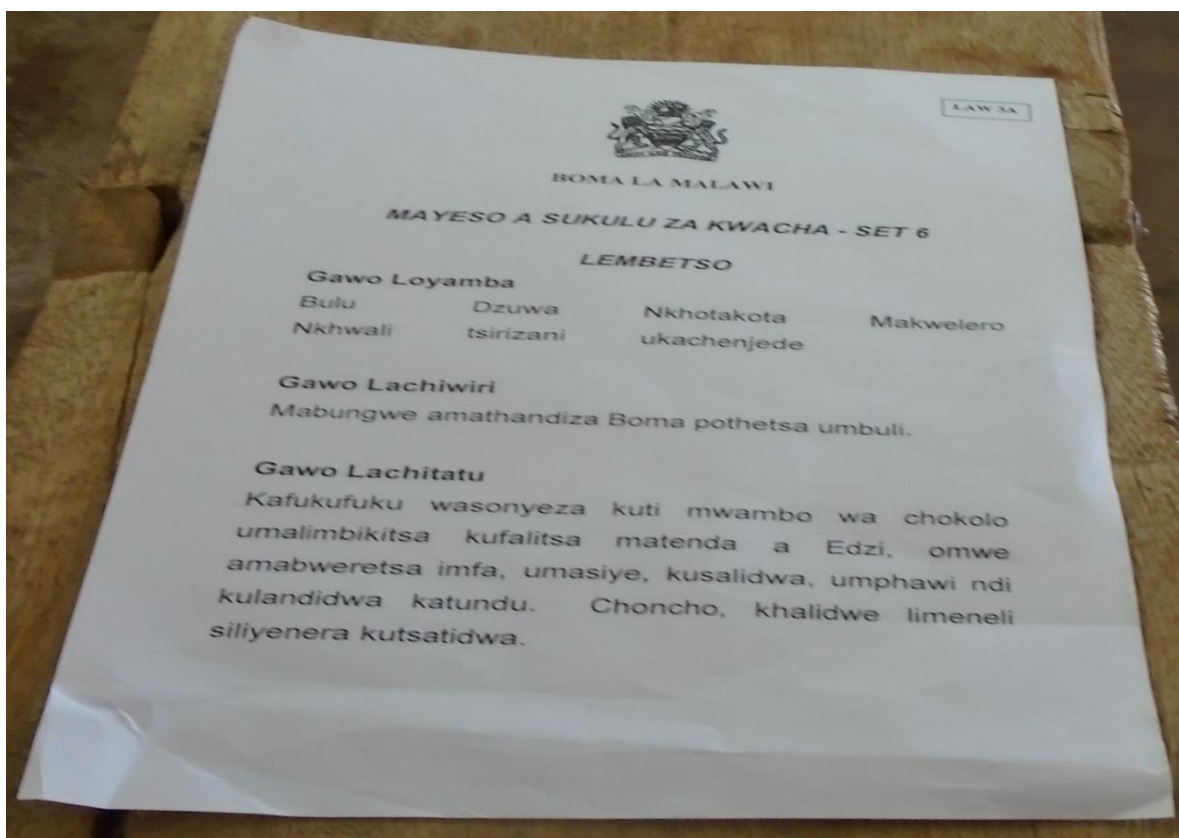 LAW 3A
BOMA LA MALAWI
MAYESO A SUKULU ZA KWACHA - SET 6
LEMBETSO
Gawo Loyamba
Bulu Dzuwa Nkhotakota Makwelero
Nkhwali tsirizani ukachenjede
Gawo Lachiwiri
Mabungwe amathandiza Boma pothetsa umbuli.
Gawo Lachitatu
Kafukufuku wasonyeza kuti mwambo wa chokolo
umalimbikitsa kufalitsa matenda a Edzi, omwe
amabweretsa imfa, umasiye, kusalidwa, umphawi ndi
kulandidwa katundu. Choncho, khalidwe limeneli
siliyenera kutsatidwa.